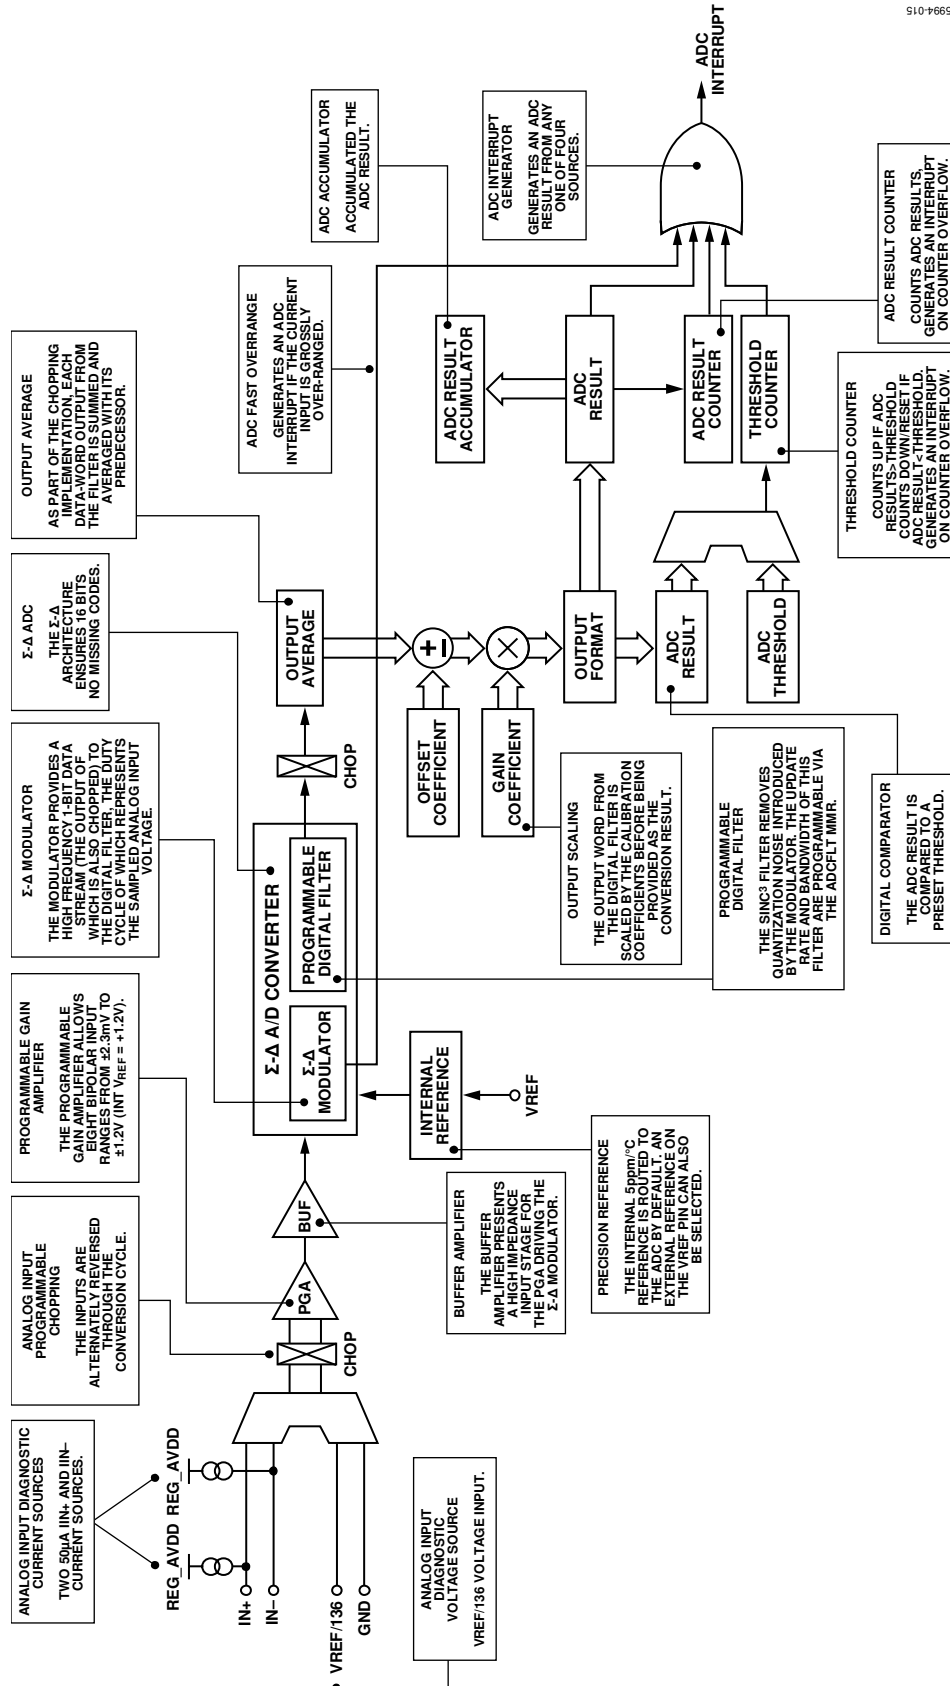 ANALOG INPUT DIAGNOSTIC
CURRENT SOURCES
TWO 50µA IIN+ AND IIN–
CURRENT SOURCES.
ANALOG INPUT
PROGRAMMABLE
CHOPPING
THE INPUTS ARE
ALTERNATELY REVERSED
THROUGH THE
CONVERSION CYCLE.
PROGRAMMABLE GAIN
AMPLIFIER
THE PROGRAMMABLE
GAIN AMPLIFIER ALLOWS
EIGHT BIPOLAR INPUT
RANGES FROM ±2.3mV TO
±1.2V (INT VREF = +1.2V).
Σ-Δ MODULATOR
THE MODULATOR PROVIDES A
HIGH FREQUENCY 1-BIT DATA
STREAM (THE OUTPUT OF
WHICH IS ALSO CHOPPED) TO
THE DIGITAL FILTER, THE DUTY
CYCLE OF WHICH REPRESENTS
THE SAMPLED ANALOG INPUT
VOLTAGE.
Σ-Δ ADC
THE Σ-Δ
ARCHITECTURE
ENSURES 16 BITS
NO MISSING CODES.
OUTPUT AVERAGE
AS PART OF THE CHOPPING
IMPLEMENTATION, EACH
DATA-WORD OUTPUT FROM
THE FILTER IS SUMMED AND
AVERAGED WITH ITS
PREDECESSOR.
ADC FAST OVERRANGE
GENERATES AN ADC
INTERRUPT IF THE CURRENT
INPUT IS GROSSLY
OVER-RANGED.
ADC ACCUMULATOR
ACCUMULATED THE
ADC RESULT.
REG_AVDD
REG_AVDD
IN+
IN–
VREF/136
GND
CHOP
PGA
BUF
Σ-Δ A/D CONVERTER
Σ-Δ
MODULATOR
PROGRAMMABLE
DIGITAL FILTER
CHOP
OUTPUT
AVERAGE
INTERNAL
REFERENCE
VREF
OFFSET
COEFFICIENT
GAIN
COEFFICIENT
OUTPUT
FORMAT
ADC
RESULT
ADC
THRESHOLD
ADC RESULT
ACCUMULATOR
ADC
RESULT
ADC RESULT
COUNTER
THRESHOLD
COUNTER
ADC INTERRUPT
GENERATOR
GENERATES AN ADC
RESULT FROM ANY
ONE OF FOUR
SOURCES.
ADC
INTERRUPT
ANALOG INPUT
DIAGNOSTIC
VOLTAGE SOURCE
VREF/136 VOLTAGE INPUT.
BUFFER AMPLIFIER
THE BUFFER
AMPLIFIER PRESENTS
A HIGH IMPEDANCE
INPUT STAGE FOR
THE PGA DRIVING THE
Σ-Δ MODULATOR.
PRECISION REFERENCE
THE INTERNAL 5ppm/°C
REFERENCE IS ROUTED TO
THE ADC BY DEFAULT. AN
EXTERNAL REFERENCE ON
THE VREF PIN CAN ALSO
BE SELECTED.
OUTPUT SCALING
THE OUTPUT WORD FROM
THE DIGITAL FILTER IS
SCALED BY THE CALIBRATION
COEFFICIENTS BEFORE BEING
PROVIDED AS THE
CONVERSION RESULT.
PROGRAMMABLE
DIGITAL FILTER
THE SINC³ FILTER REMOVES
QUANTIZATION NOISE INTRODUCED
BY THE MODULATOR. THE UPDATE
RATE AND BANDWIDTH OF THIS
FILTER ARE PROGRAMMABLE VIA
THE ADCFLT MMR.
DIGITAL COMPARATOR
THE ADC RESULT IS
COMPARED TO A
PRESET THRESHOLD.
THRESHOLD COUNTER
COUNTS UP IF ADC
RESULTS>THRESHOLD
COUNTS DOWN/RESET IF
ADC RESULT<THRESHOLD.
GENERATES AN INTERRUPT
ON COUNTER OVERFLOW.
ADC RESULT COUNTER
COUNTS ADC RESULTS,
GENERATES AN INTERRUPT
ON COUNTER OVERFLOW.
5994-015